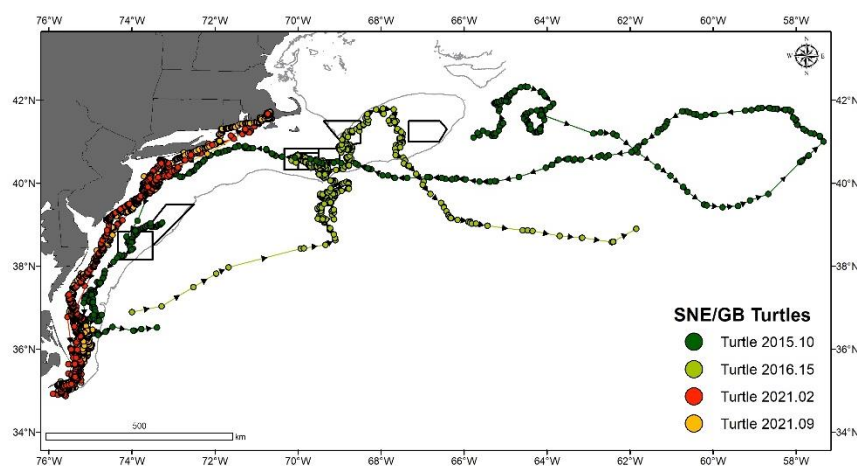 76°W 74°W 72°W 70°W 68°W 66°W 64°W 62°W 60°W 58°W
N
W E
S
42°N 42°N
40°N 40°N
38°N 38°N
36°N 36°N
34°N 34°N
SNE/GB Turtles
Turtle 2015.10
Turtle 2016.15
Turtle 2021.02
Turtle 2021.09
500
km
76°W 74°W 72°W 70°W 68°W 66°W 64°W 62°W 60°W 58°W